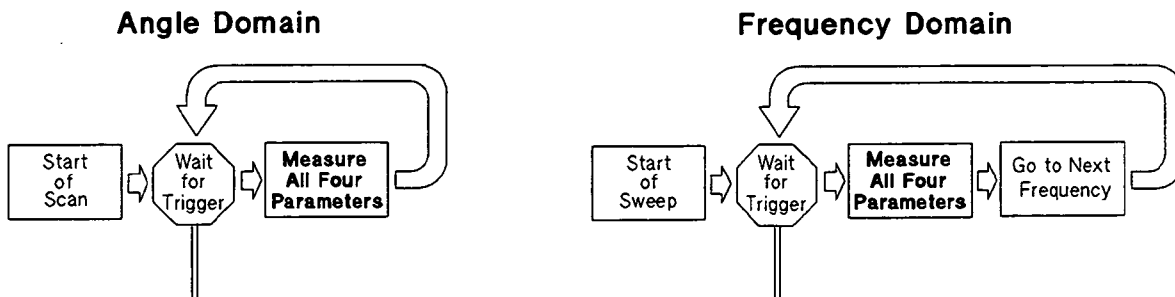 Angle Domain
Start
of
Scan
Wait
for
Trigger
Measure
All Four
Parameters
Frequency Domain
Start
of
Sweep
Wait
for
Trigger
Measure
All Four
Parameters
Go to Next
Frequency